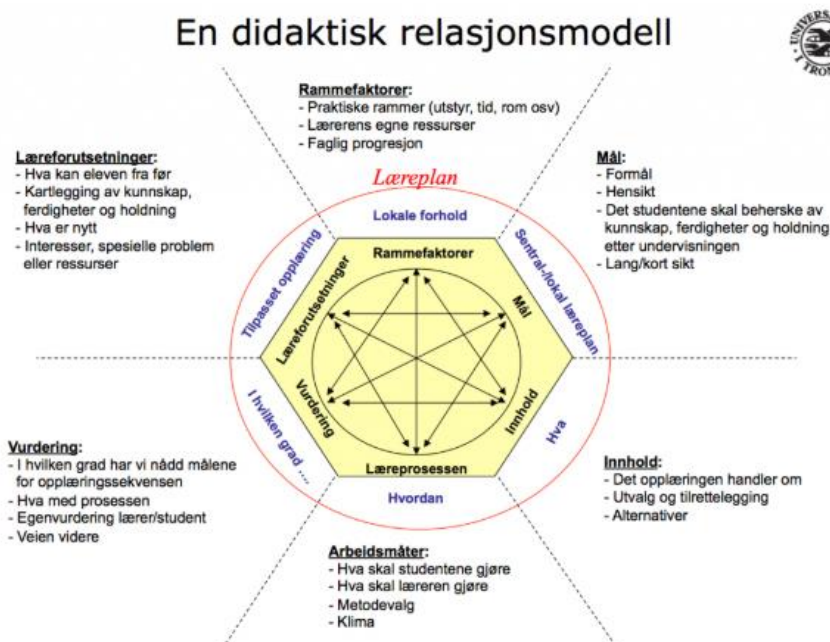 En didaktisk relasjonsmodell
UNIVERSI
I TROM
Rammefaktorer:
- Praktiske rammer (utstyr, tid, rom osv)
- Lærerens egne ressurser
- Faglig progresjon
Læreforutsetninger:
- Hva kan eleven fra før
- Kartlegging av kunnskap,
ferdigheter og holdning
- Hva er nytt
- Interesser, spesielle problem
eller ressurser
Mål:
- Formål
- Hensikt
- Det studentene skal beherske av
kunnskap, ferdigheter og holdning
etter undervisningen
- Lang/kort sikt
Læreplan
Lokale forhold
Rammefaktorer
Tilpasset opplæring
Læreforutsetninger
Mål
Sentral-/lokal læreplan
Vurdering
I hvilken grad ....
Innhold
Hva
Læreprosessen
Hvordan
Vurdering:
- I hvilken grad har vi nådd målene
for opplæringssekvensen
- Hva med prosessen
- Egenvurdering lærer/student
- Veien videre
Innhold:
- Det opplæringen handler om
- Utvalg og tilrettelegging
- Alternativer
Arbeidsmåter:
- Hva skal studentene gjøre
- Hva skal læreren gjøre
- Metodevalg
- Klima